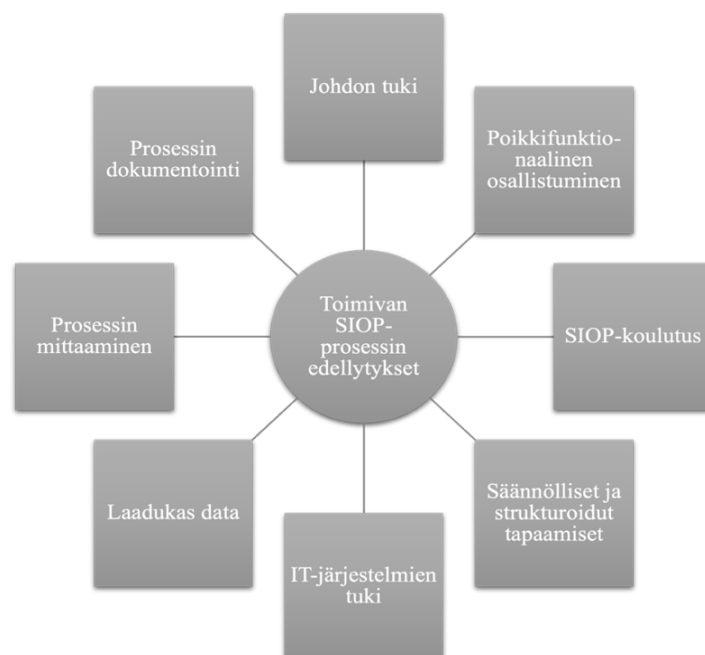 Johdon tuki
Poikkifunktio-
naalinen
osallistuminen
SIOP-koulutus
Säännölliset ja
strukturoidut
tapaamiset
IT-järjestelmien
tuki
Laadukas data
Prosessin
mittaaminen
Prosessin
dokumentointi
Toimivan
SIOP-
prosessin
edellytykset